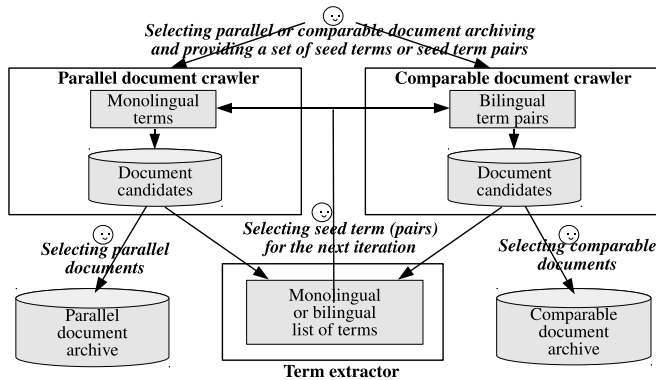 Selecting parallel or comparable document archiving
and providing a set of seed terms or seed term pairs
Parallel document crawler
Comparable document crawler
Monolingual
terms
Bilingual
term pairs
Document
candidates
Document
candidates
Selecting seed term (pairs)
for the next iteration
Selecting parallel
documents
Selecting comparable
documents
Parallel
document
archive
Monolingual
or bilingual
list of terms
Comparable
document
archive
Term extractor